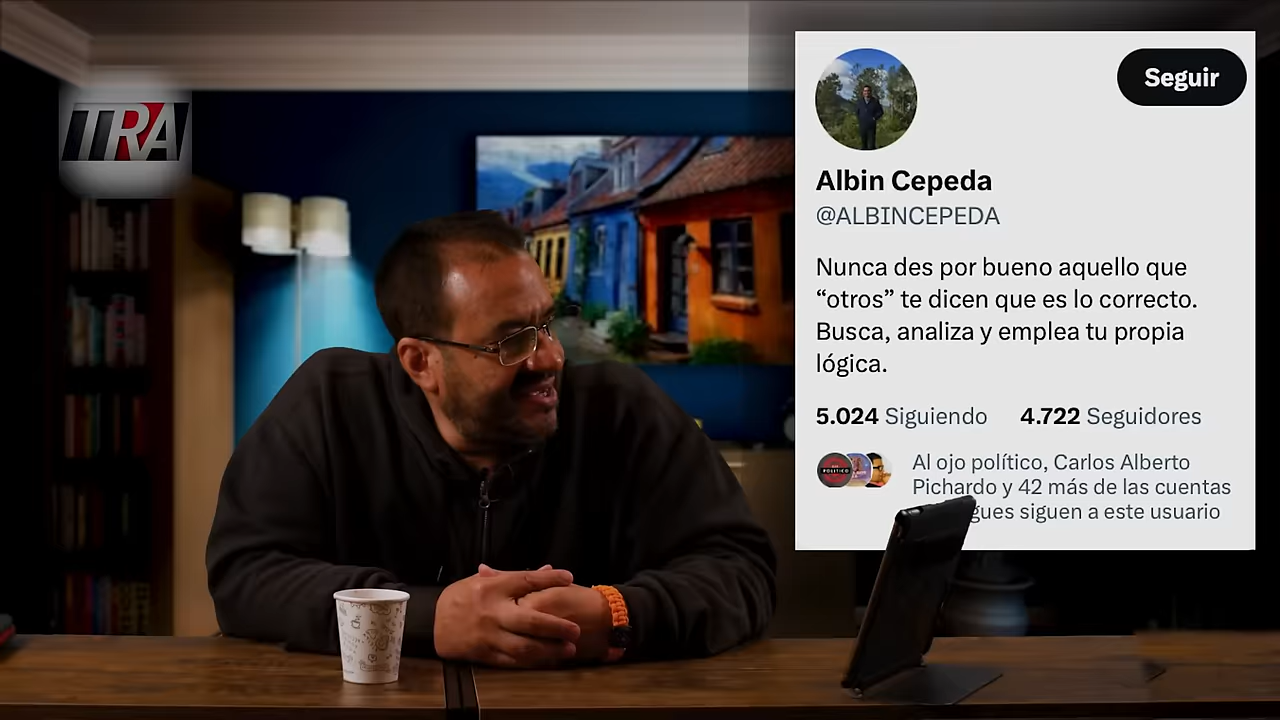 TRA
Seguir
Albin Cepeda
@ALBINCEPEDA
Nunca des por bueno aquello que
“otros” te dicen que es lo correcto.
Busca, analiza y emplea tu propia
lógica.
5.024 Siguiendo 4.722 Seguidores
POLITICO
Al ojo político, Carlos Alberto
Pichardo y 42 más de las cuentas
gues siguen a este usuario